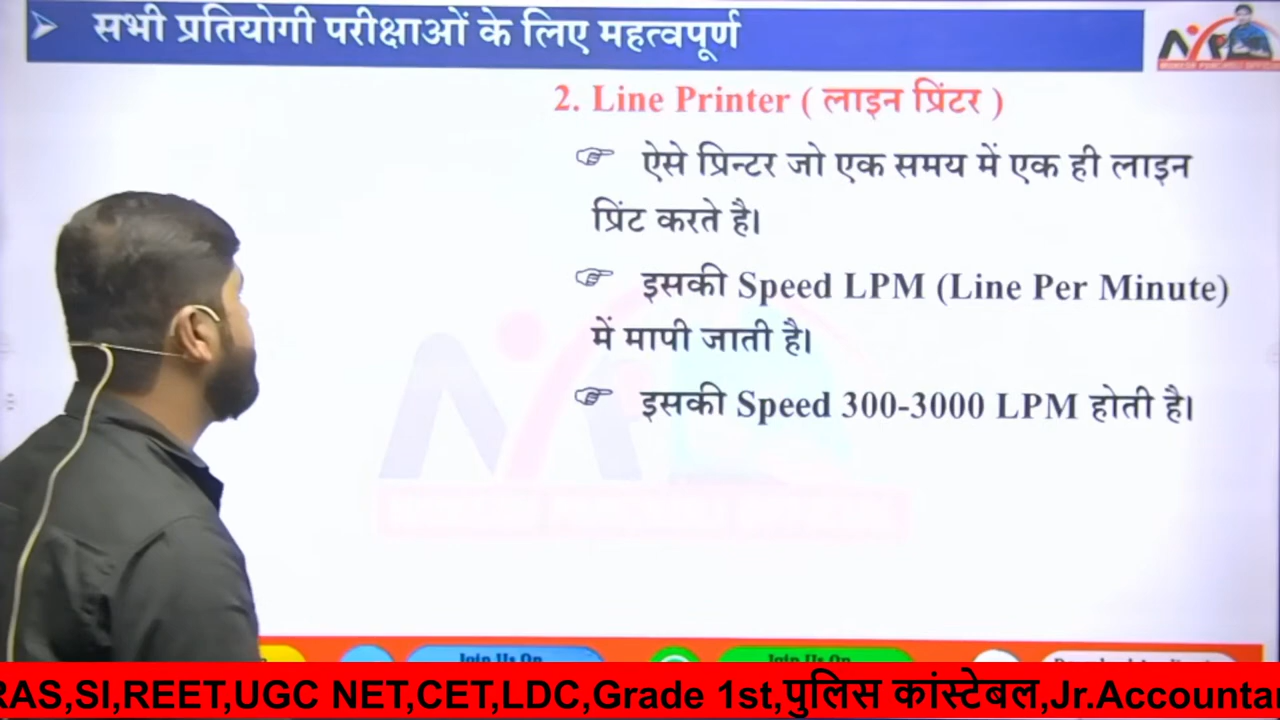 सभी प्रतियोगी परीक्षाओं के लिए महत्वपूर्ण
2. Line Printer ( लाइन प्रिंटर )
ऐसे प्रिन्टर जो एक समय में एक ही लाइन
प्रिंट करते है।
इसकी Speed LPM (Line Per Minute)
में मापी जाती है।
इसकी Speed 300-3000 LPM होती है।
Join Us On
Join Us On
RAS,SI,REET,UGC NET,CET,LDC,Grade 1st,पुलिस कांस्टेबल,Jr.Accounta